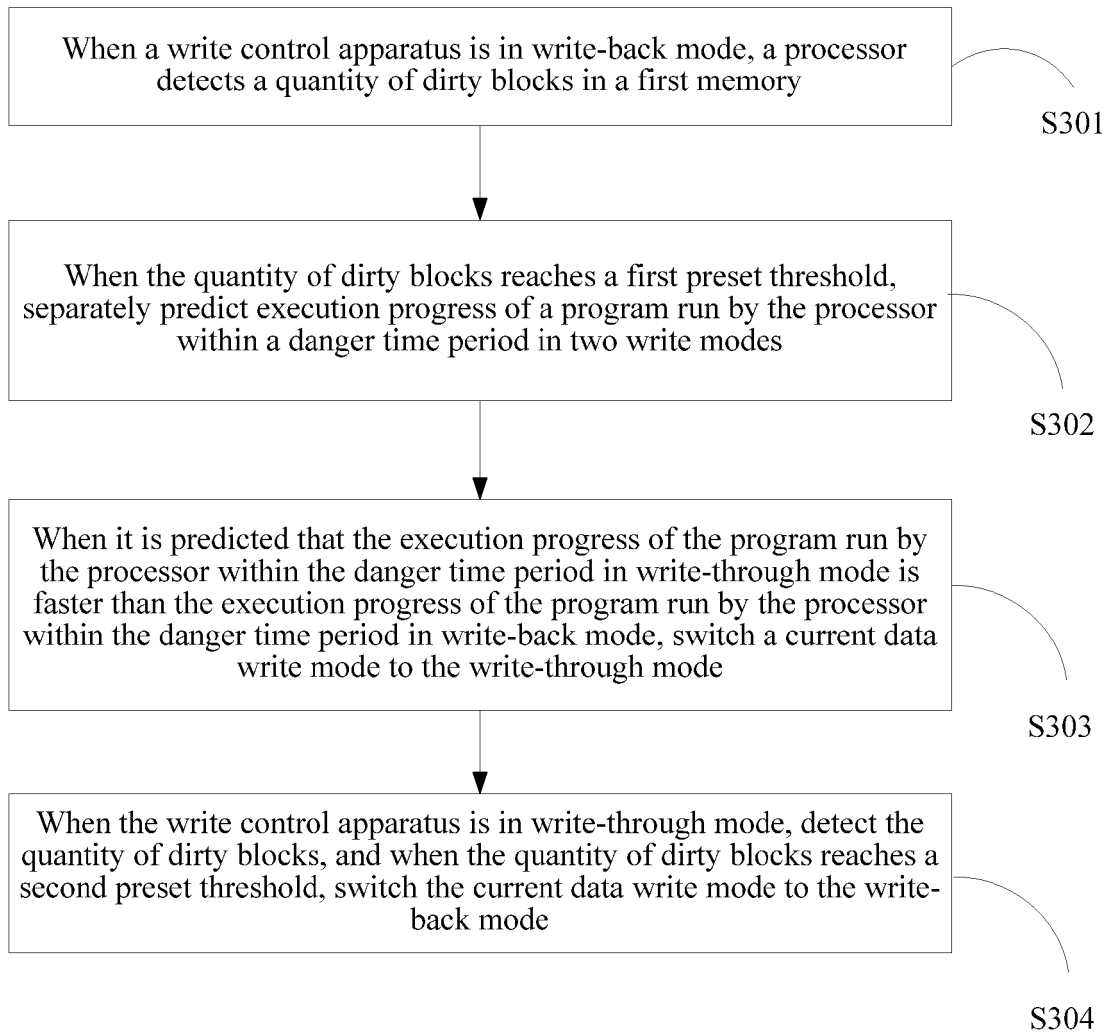 When a write control apparatus is in write-back mode, a processor
detects a quantity of dirty blocks in a first memory
S301
When the quantity of dirty blocks reaches a first preset threshold,
separately predict execution progress of a program run by the processor
within a danger time period in two write modes
S302
When it is predicted that the execution progress of the program run by
the processor within the danger time period in write-through mode is
faster than the execution progress of the program run by the processor
within the danger time period in write-back mode, switch a current data
write mode to the write-through mode
S303
When the write control apparatus is in write-through mode, detect the
quantity of dirty blocks, and when the quantity of dirty blocks reaches a
second preset threshold, switch the current data write mode to the write-
back mode
S304